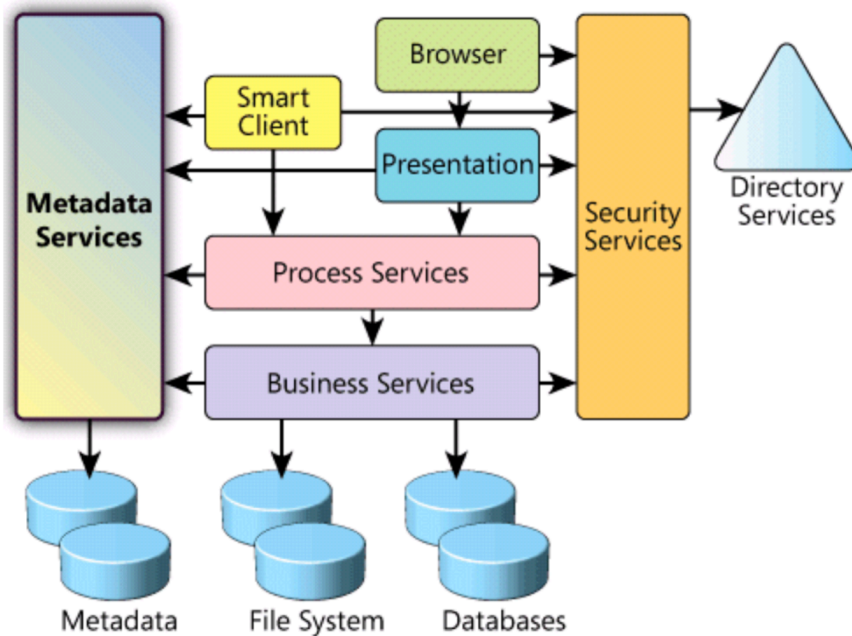 Browser
Smart
Client
Presentation
Metadata
Services
Security
Services
Directory
Services
Process Services
Business Services
Metadata
File System
Databases